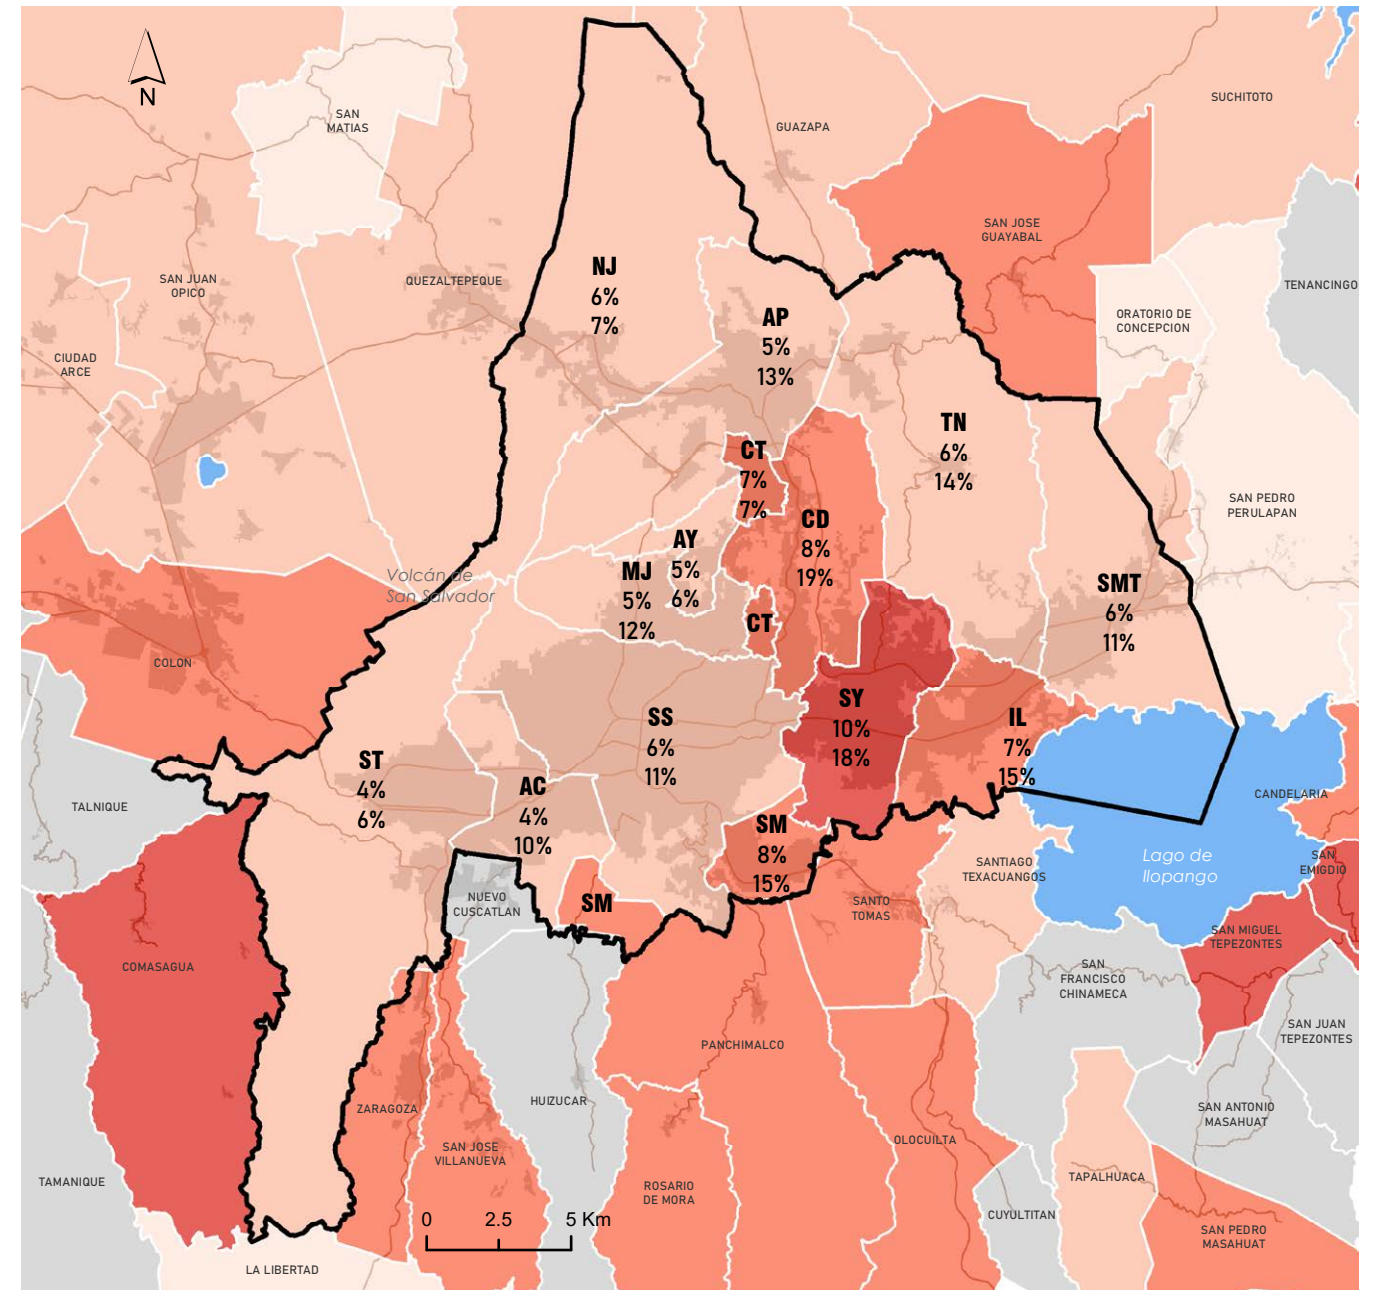 N
SAN
MATIAS
SUCHITOTO
GUAZAPA
SAN JOSE
GUAYABAL
SAN JUAN
OPICO
QUEZALTEPEQUE
NJ
6%
7%
TENANCINGO
ORATORIO DE
CONCEPCION
AP
5%
13%
CIUDAD
ARCE
TN
6%
14%
CT
7%
7%
SAN PEDRO
PERULAPAN
CD
8%
19%
AY
5%
6%
MJ
5%
12%
Volcán de
San Salvador
SMT
6%
11%
CT
COLON
SY
10%
18%
SS
6%
11%
IL
7%
15%
ST
4%
6%
AC
4%
10%
TALNIQUE
CANDELARIA
SM
8%
15%
Lago de
Ilopango
SANTIAGO
TEXACUANGOS
SAN
EMIGDIO
NUEVO
CUSCATLAN
SM
SANTO
TOMAS
SAN MIGUEL
TEPEZONTES
COMASAGUA
SAN
FRANCISCO
CHINAMECA
SAN JUAN
TEPEZONTES
PANCHIMALCO
HUIZUCAR
ZARAGOZA
SAN ANTONIO
MASAHUAT
OLOCUILTA
SAN JOSE
VILLANUEVA
TAMANIQUE
ROSARIO
DE MORA
TAPALHUACA
CUYULTITAN
SAN PEDRO
MASAHUAT
0 2.5 5 Km
LA LIBERTAD